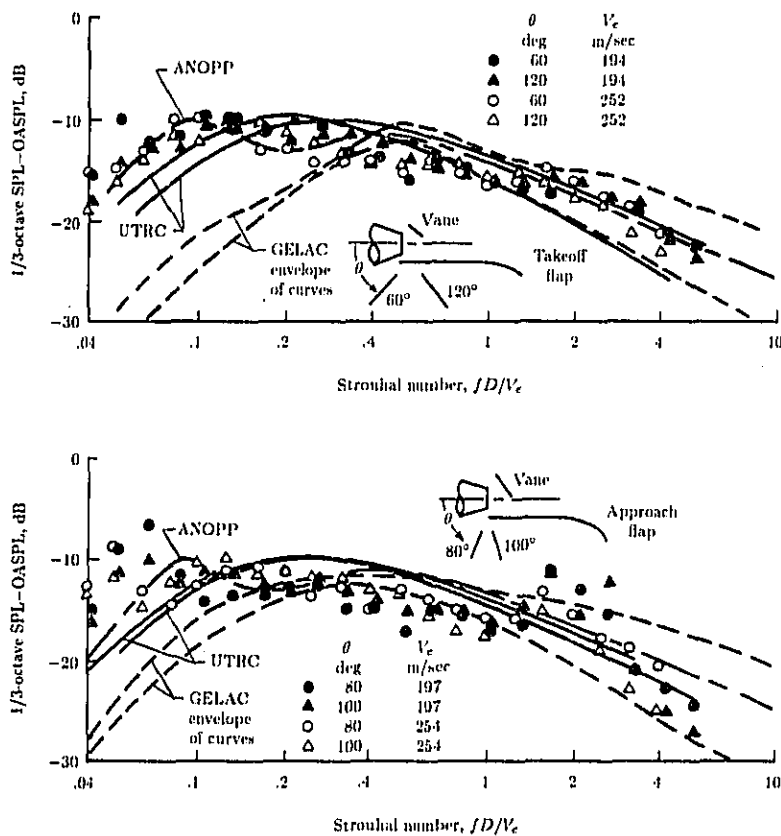 1/3-octave SPL–OASPL, dB
0
−10
−20
−30
ANOPP
UTRC
GELAC
envelope
of curves
θ
deg
V_e
m/sec
60 194
120 194
60 252
120 252
Vane
θ
60°
120°
Takeoff
flap
.04 .1 .2 .4 1 2 4 10
Strouhal number, fD/V_e
1/3-octave SPL–OASPL, dB
0
−10
−20
−30
ANOPP
UTRC
GELAC
envelope
of curves
Vane
θ
80°
100°
Approach
flap
θ
deg
V_e
m/sec
80 197
100 197
80 254
100 254
.04 .1 .2 .4 1 2 4 10
Strouhal number, fD/V_e